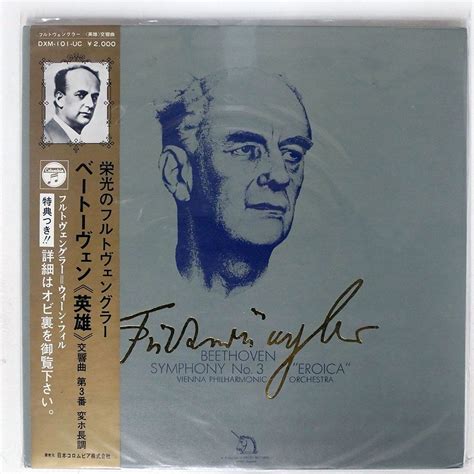 フルトヴェングラー《英雄》交響曲
DXM-101-UC ¥2,000
栄光のフルトヴェングラー
ベートーヴェン《英雄》交響曲 第3番 変ホ長調
フルトヴェングラー＝ウィーン・フィル
特典つき!! 詳細はオビ裏を御覧下さい。
Columbia
発売元 日本コロムビア株式会社
Furtwängler
BEETHOVEN
SYMPHONY No. 3 "EROICA"
VIENNA PHILHARMONIC ORCHESTRA